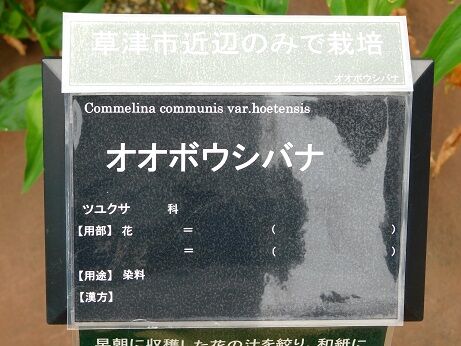 草津市近辺のみで栽培
オオボウシバナ
Commelina communis var.hoetensis
オオボウシバナ
ツユクサ 科
【用部】 花 ＝ （ ）
＝ （ ）
【用途】 染料
【漢方】
早朝に収穫した花の汁を絞り、和紙に